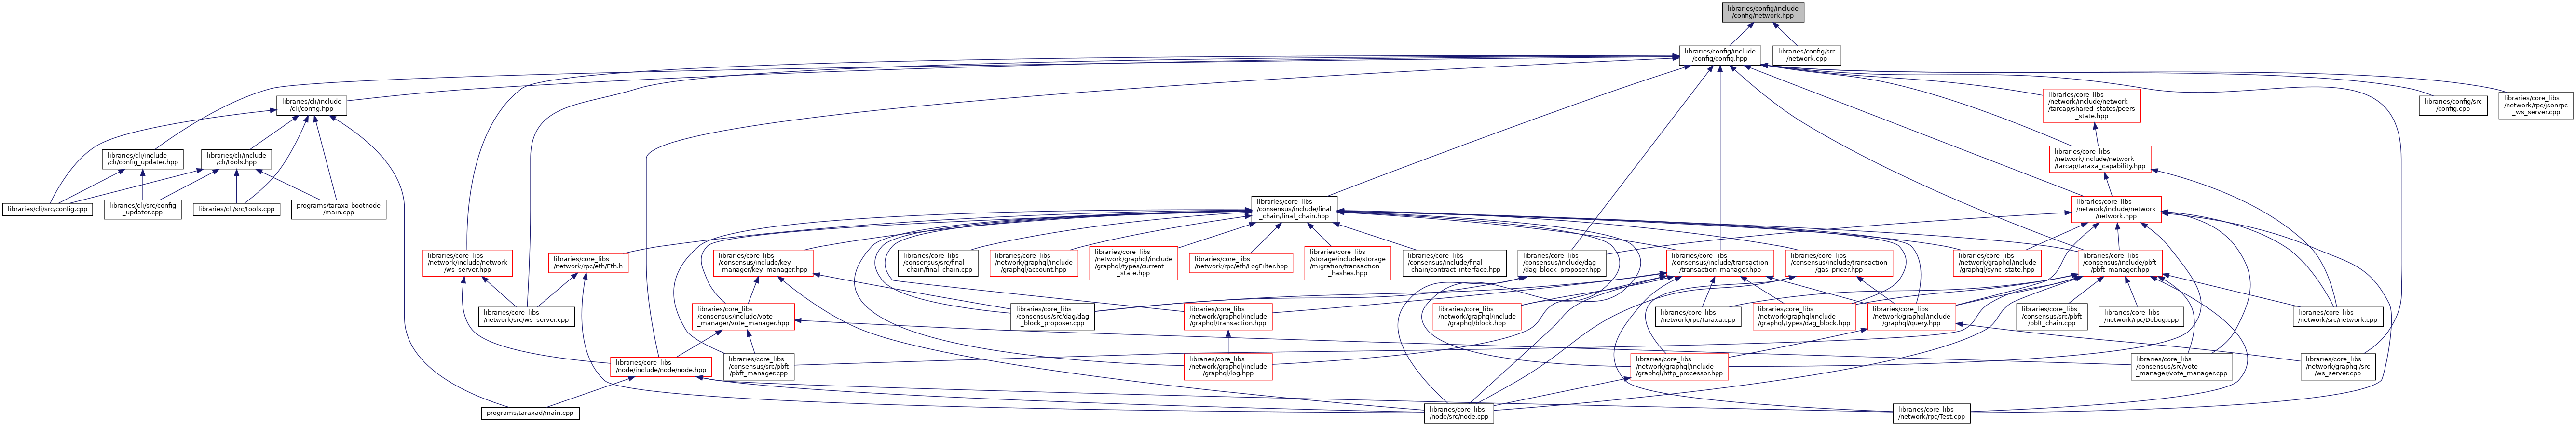 libraries/config/include
/config/network.hpp
libraries/config/include
/config/config.hpp
libraries/config/src
/network.cpp
libraries/cli/include
/cli/config.hpp
libraries/core_libs
/network/include/network
/tarcap/shared_states/peers
_state.hpp
libraries/config/src
/config.cpp
libraries/core_libs
/network/rpc/jsonrpc
_ws_server.cpp
libraries/cli/include
/cli/config_updater.hpp
libraries/cli/include
/cli/tools.hpp
libraries/core_libs
/network/include/network
/tarcap/taraxa_capability.hpp
libraries/cli/src/config.cpp
libraries/cli/src/config
_updater.cpp
libraries/cli/src/tools.cpp
programs/taraxa-bootnode
/main.cpp
libraries/core_libs
/consensus/include/final
_chain/final_chain.hpp
libraries/core_libs
/network/include/network
/network.hpp
libraries/core_libs
/network/include/network
/ws_server.hpp
libraries/core_libs
/network/rpc/eth/Eth.h
libraries/core_libs
/consensus/include/key
_manager/key_manager.hpp
libraries/core_libs
/consensus/src/final
_chain/final_chain.cpp
libraries/core_libs
/network/graphql/include
/graphql/account.hpp
libraries/core_libs
/network/graphql/include
/graphql/types/current
_state.hpp
libraries/core_libs
/network/rpc/eth/LogFilter.hpp
libraries/core_libs
/storage/include/storage
/migration/transaction
_hashes.hpp
libraries/core_libs
/consensus/include/final
_chain/contract_interface.hpp
libraries/core_libs
/consensus/include/dag
/dag_block_proposer.hpp
libraries/core_libs
/consensus/include/transaction
/transaction_manager.hpp
libraries/core_libs
/consensus/include/transaction
/gas_pricer.hpp
libraries/core_libs
/network/graphql/include
/graphql/sync_state.hpp
libraries/core_libs
/consensus/include/pbft
/pbft_manager.hpp
libraries/core_libs
/network/src/ws_server.cpp
libraries/core_libs
/consensus/include/vote
_manager/vote_manager.hpp
libraries/core_libs
/consensus/src/dag/dag
_block_proposer.cpp
libraries/core_libs
/network/graphql/include
/graphql/transaction.hpp
libraries/core_libs
/network/graphql/include
/graphql/block.hpp
libraries/core_libs
/network/rpc/Taraxa.cpp
libraries/core_libs
/network/graphql/include
/graphql/types/dag_block.hpp
libraries/core_libs
/network/graphql/include
/graphql/query.hpp
libraries/core_libs
/consensus/src/pbft
/pbft_chain.cpp
libraries/core_libs
/network/rpc/Debug.cpp
libraries/core_libs
/network/src/network.cpp
libraries/core_libs
/node/include/node/node.hpp
libraries/core_libs
/consensus/src/pbft
/pbft_manager.cpp
libraries/core_libs
/network/graphql/include
/graphql/log.hpp
libraries/core_libs
/network/graphql/include
/graphql/http_processor.hpp
libraries/core_libs
/consensus/src/vote
_manager/vote_manager.cpp
libraries/core_libs
/network/graphql/src
/ws_server.cpp
programs/taraxad/main.cpp
libraries/core_libs
/node/src/node.cpp
libraries/core_libs
/network/rpc/Test.cpp